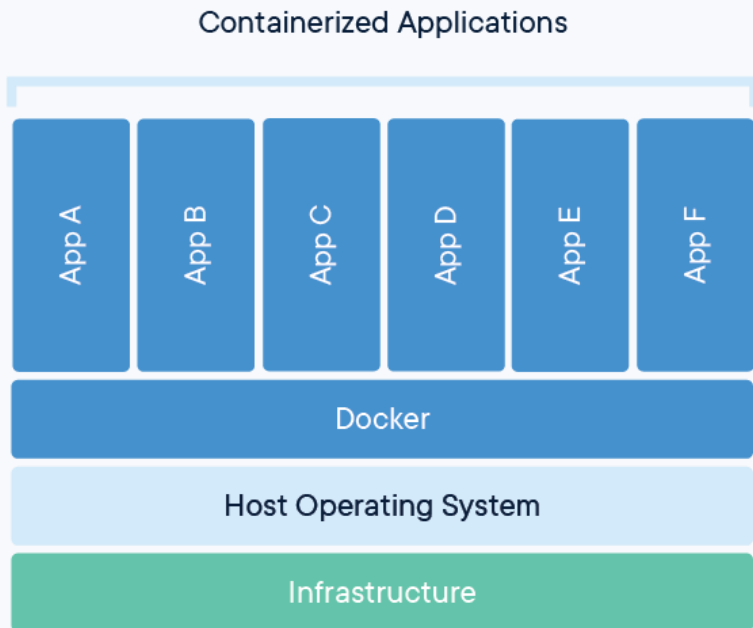 Containerized Applications
App A
App B
App C
App D
App E
App F
Docker
Host Operating System
Infrastructure